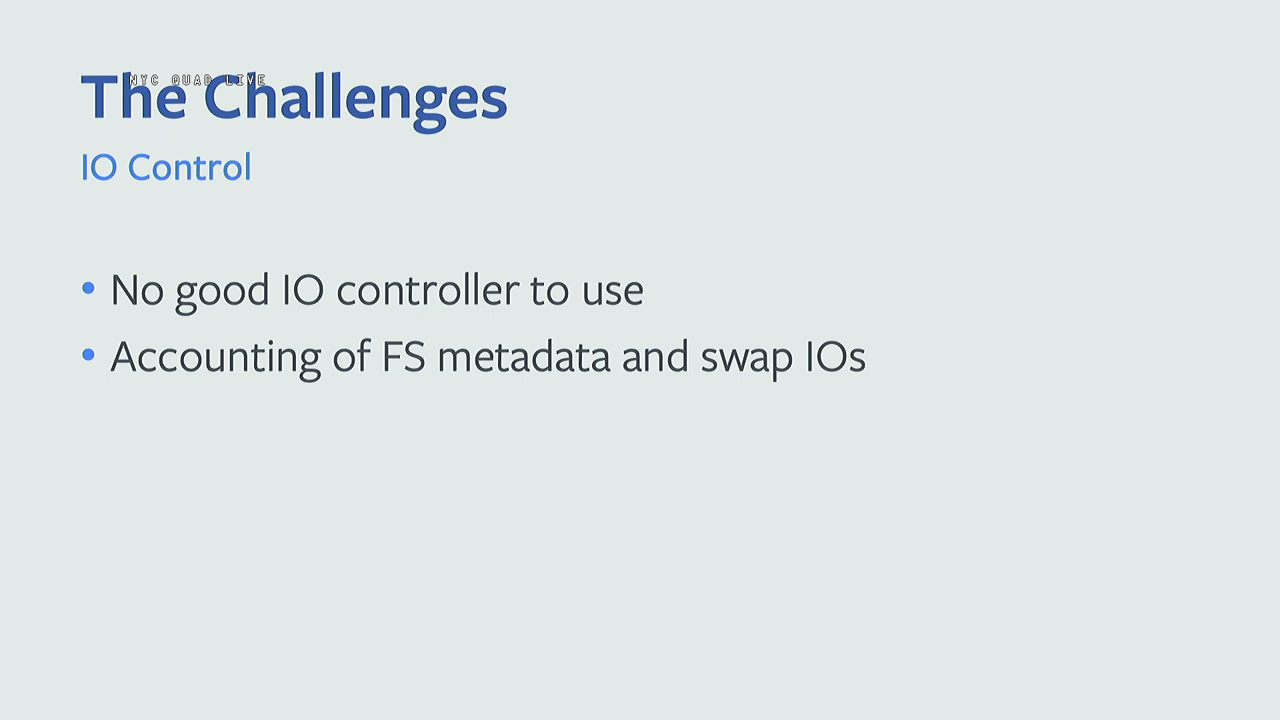 NYC QUAD LIVE
The Challenges
IO Control
• No good IO controller to use
• Accounting of FS metadata and swap IOs